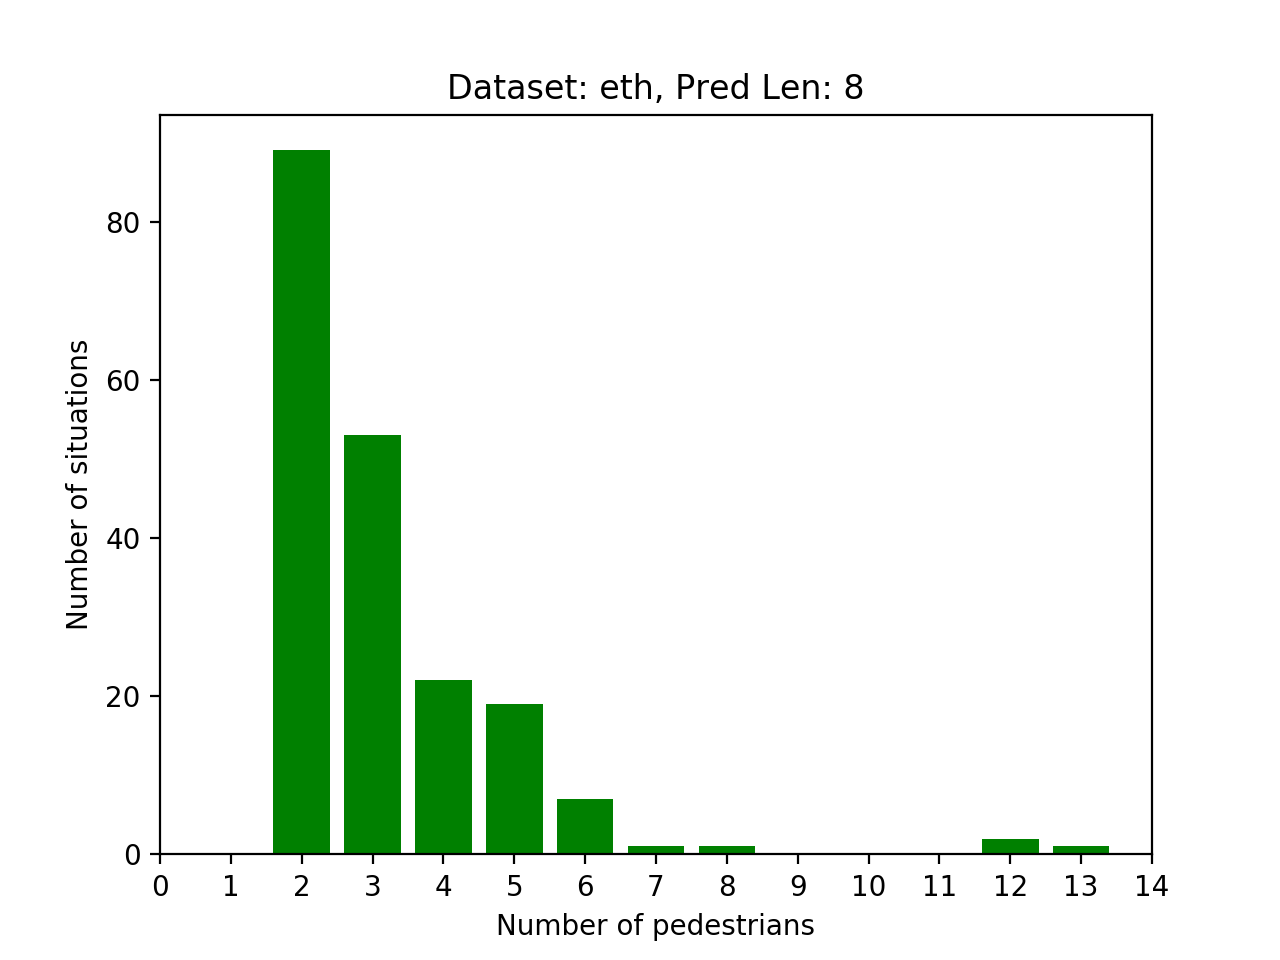 Dataset: eth, Pred Len: 8
Number of situations
80
60
40
20
0
0 1 2 3 4 5 6 7 8 9 10 11 12 13 14
Number of pedestrians